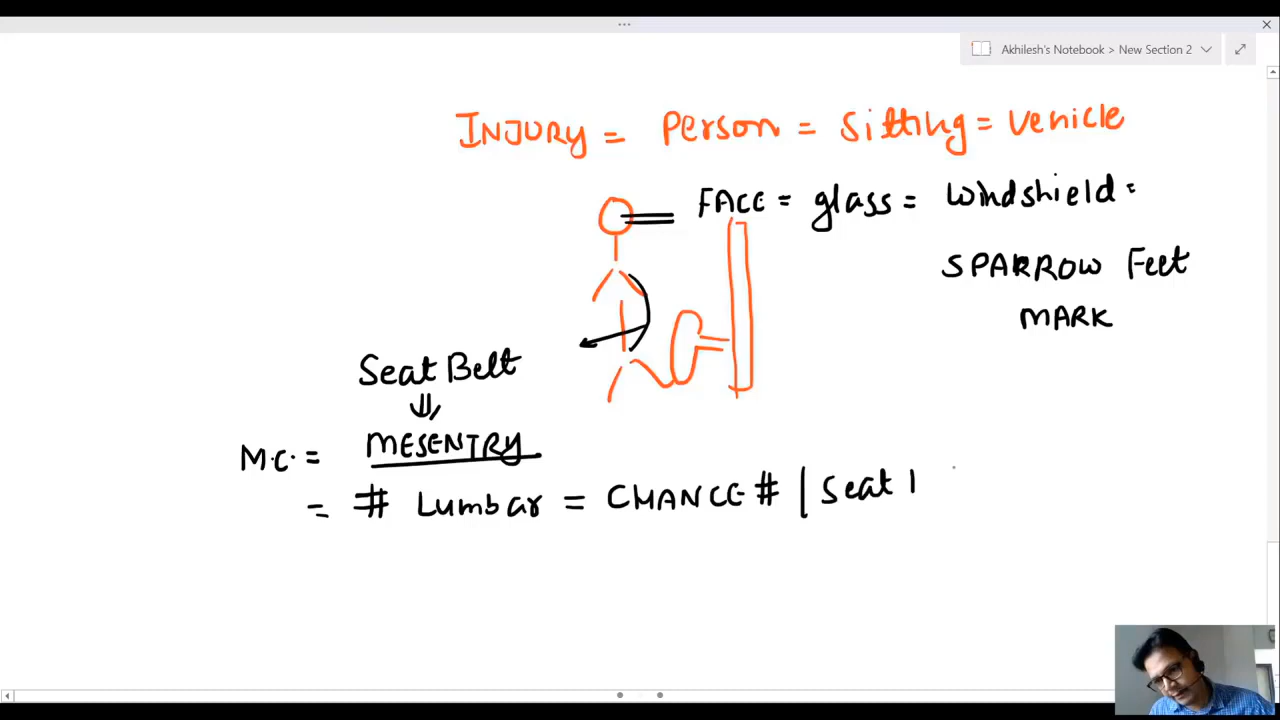 Akhilesh's Notebook > New Section 2
INJURY = Person = Sitting = Vehicle
FACE = glass = Windshield =
SPARROW Feet
MARK
Seat Belt
⇓
M.C. = MESENTRY
= # Lumbar = CHANCE # | Seat